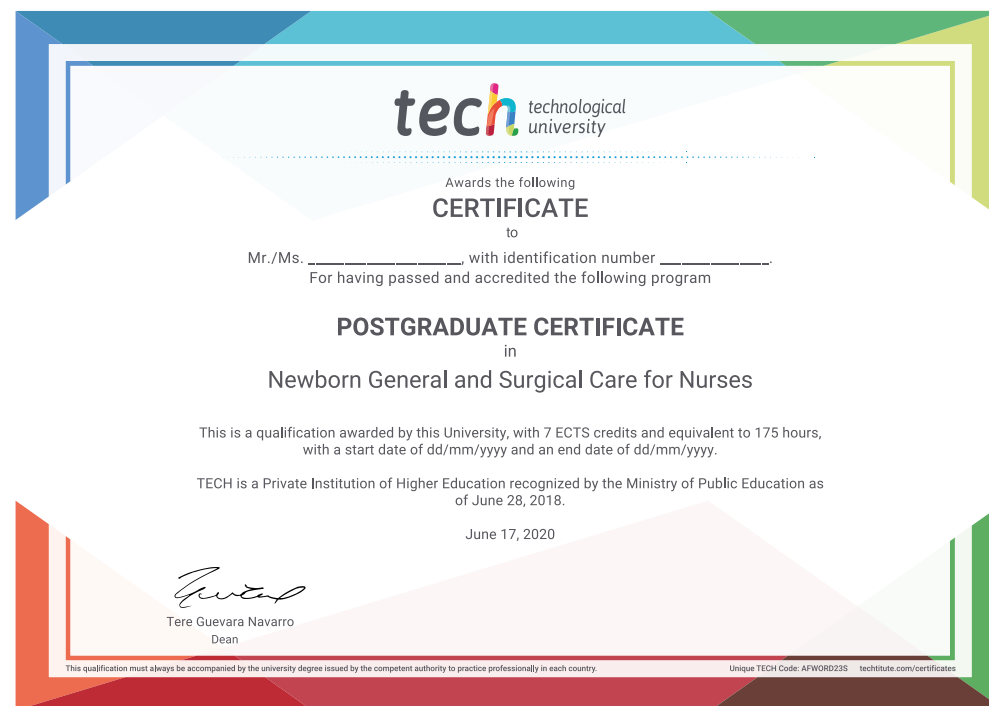 tech technological
university
Awards the following
CERTIFICATE
to
Mr./Ms. ____________________, with identification number ______________.
For having passed and accredited the following program
POSTGRADUATE CERTIFICATE
in
Newborn General and Surgical Care for Nurses
This is a qualification awarded by this University, with 7 ECTS credits and equivalent to 175 hours,
with a start date of dd/mm/yyyy and an end date of dd/mm/yyyy.
TECH is a Private Institution of Higher Education recognized by the Ministry of Public Education as
of June 28, 2018.
June 17, 2020
Tere Guevara Navarro
Dean
This qualification must always be accompanied by the university degree issued by the competent authority to practice professionally in each country.
Unique TECH Code: AFWORD23S techtitute.com/certificates